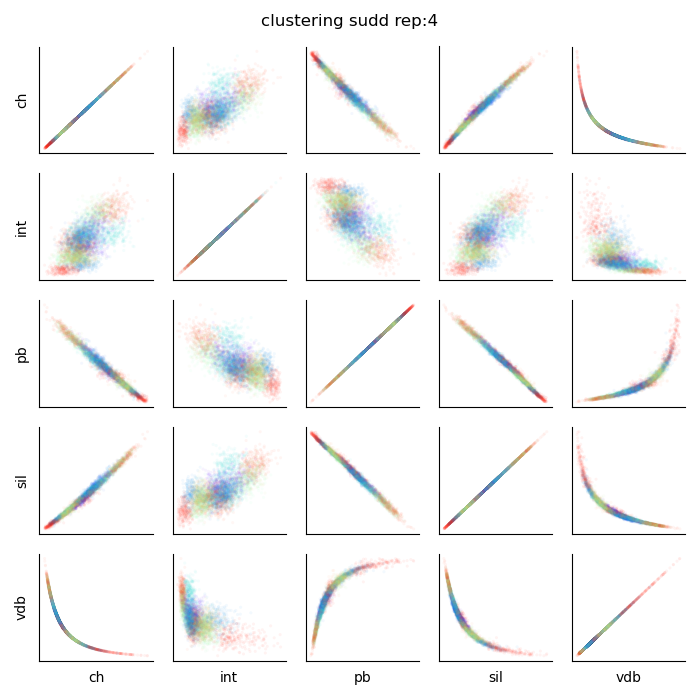 clustering sudd rep:4
ch
int
pb
sil
vdb
ch
int
pb
sil
vdb